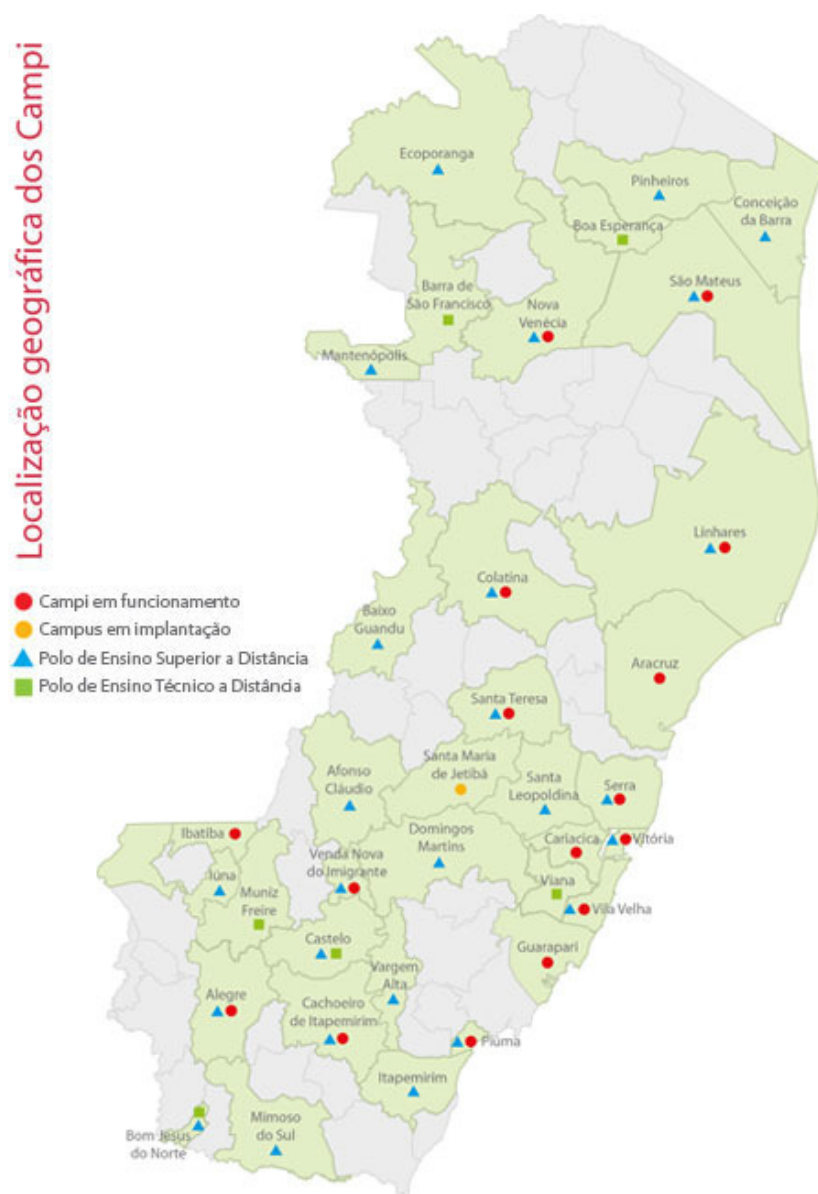 Localização geográfica dos Campi
Ecoporanga
Pinheiros
Conceição
da Barra
Boa Esperança
São Mateus
Barra de
São Francisco
Nova
Venécia
Mantenópolis
Linhares
Colatina
Campi em funcionamento
Campus em implantação
Polo de Ensino Superior a Distância
Polo de Ensino Técnico a Distância
Baixo
Guandu
Aracruz
Santa Teresa
Santa Maria
de Jetibá
Afonso
Cláudio
Santa
Leopoldina
Serra
Ibatiba
Domingos
Martins
Cariacica
Vitória
Venda Nova
do Imigrante
Iúna
Muniz
Freire
Viana
Vila Velha
Castelo
Guarapari
Vargem
Alta
Alegre
Cachoeiro
de Itapemirim
Piúma
Itapemirim
Mimoso
do Sul
Bom Jesus
do Norte